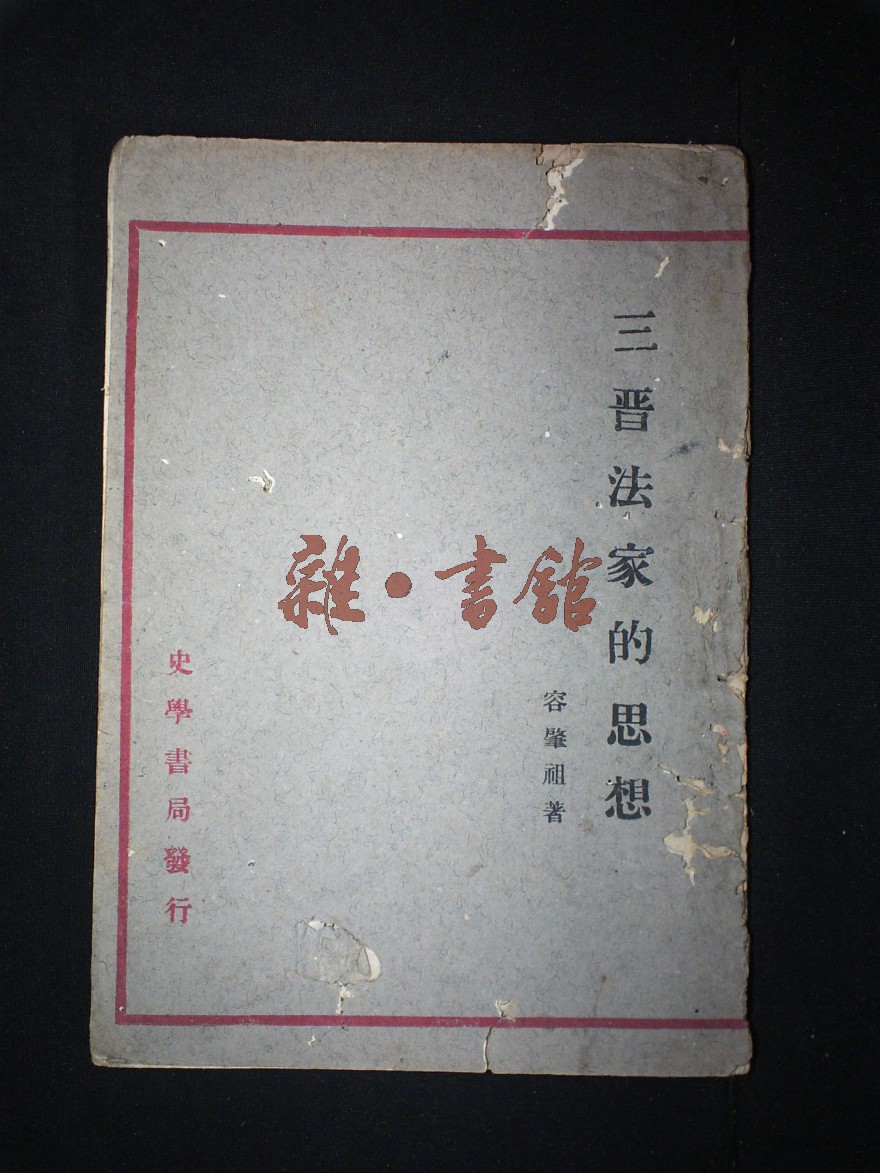 三晋法家的思想
容肇祖著
史學書局發行
雜·書館